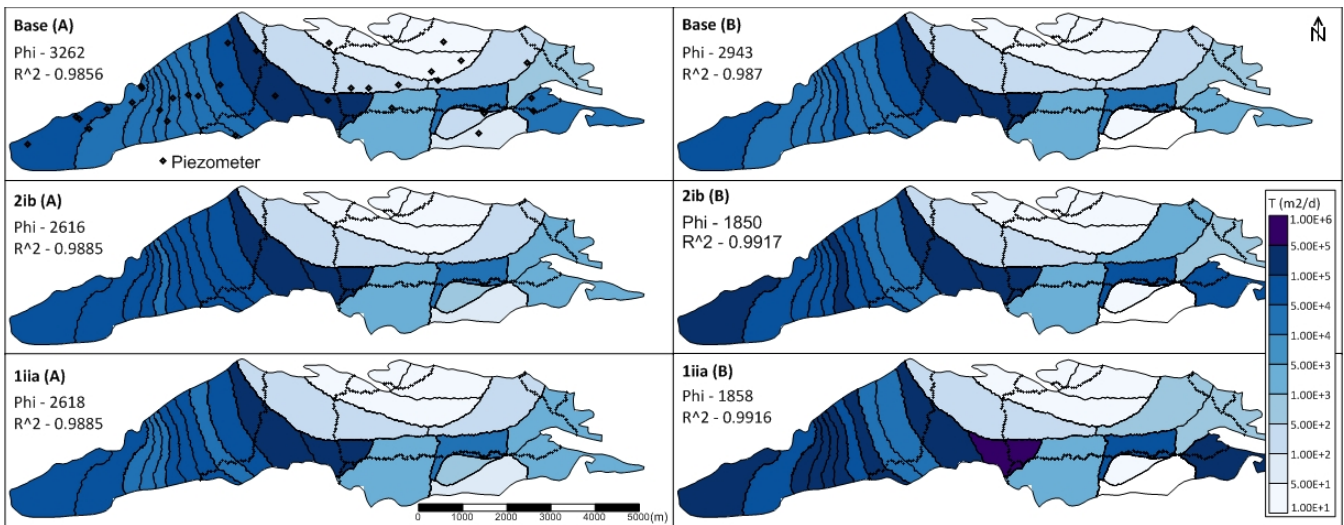 Base (A)
Phi - 3262
R^2 - 0.9856
Piezometer
Base (B)
Phi - 2943
R^2 - 0.987
N
2ib (A)
Phi - 2616
R^2 - 0.9885
2ib (B)
Phi - 1850
R^2 - 0.9917
1iia (A)
Phi - 2618
R^2 - 0.9885
0 1000 2000 3000 4000 5000(m)
1iia (B)
Phi - 1858
R^2 - 0.9916
T (m2/d)
1.00E+6
5.00E+5
1.00E+5
5.00E+4
1.00E+4
5.00E+3
1.00E+3
5.00E+2
1.00E+2
5.00E+1
1.00E+1